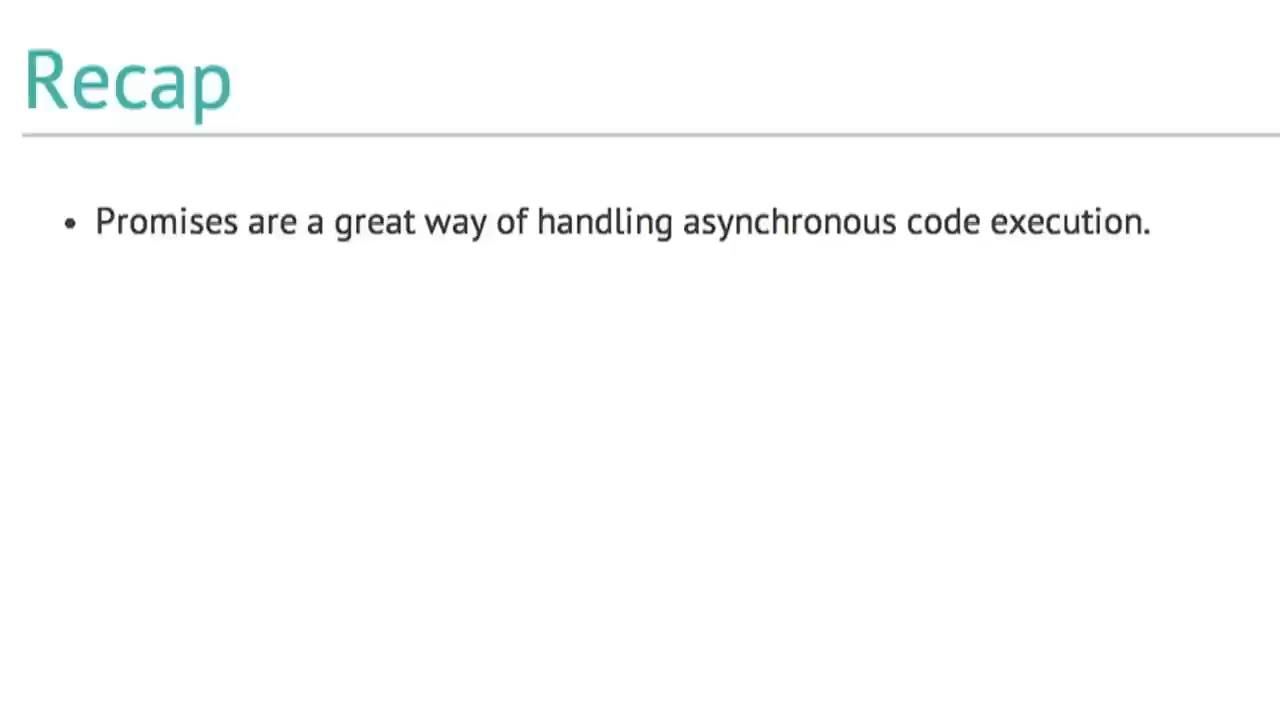 Recap
• Promises are a great way of handling asynchronous code execution.